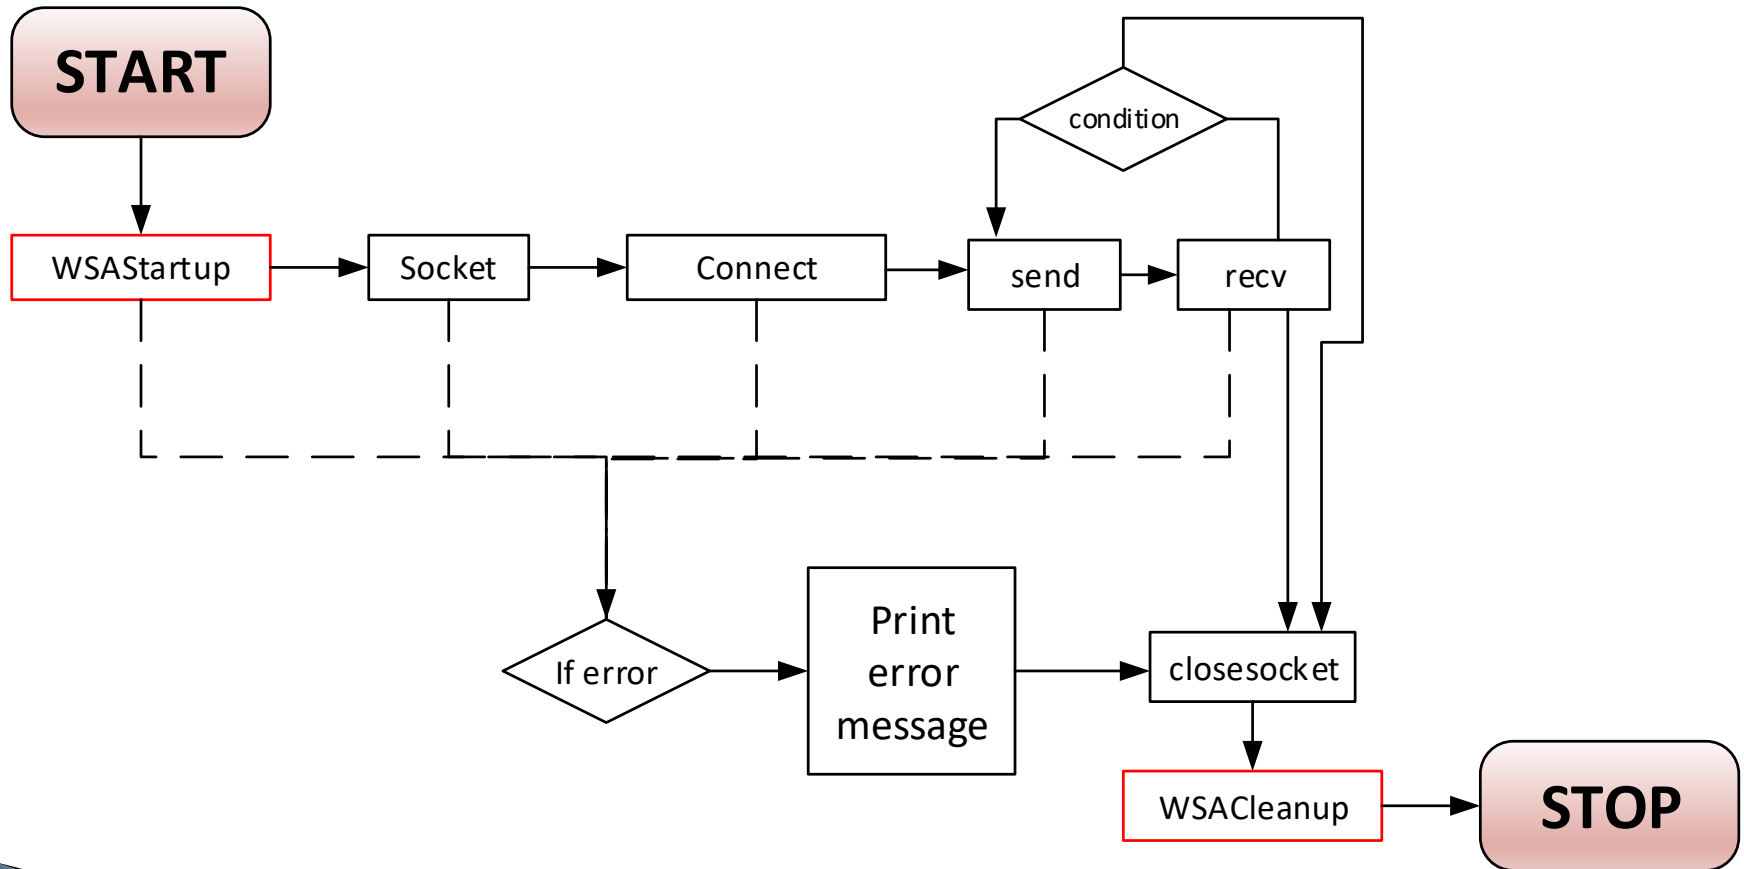 START
condition
WSAStartup
Socket
Connect
send
recv
If error
Print
error
message
closesocket
WSACleanup
STOP